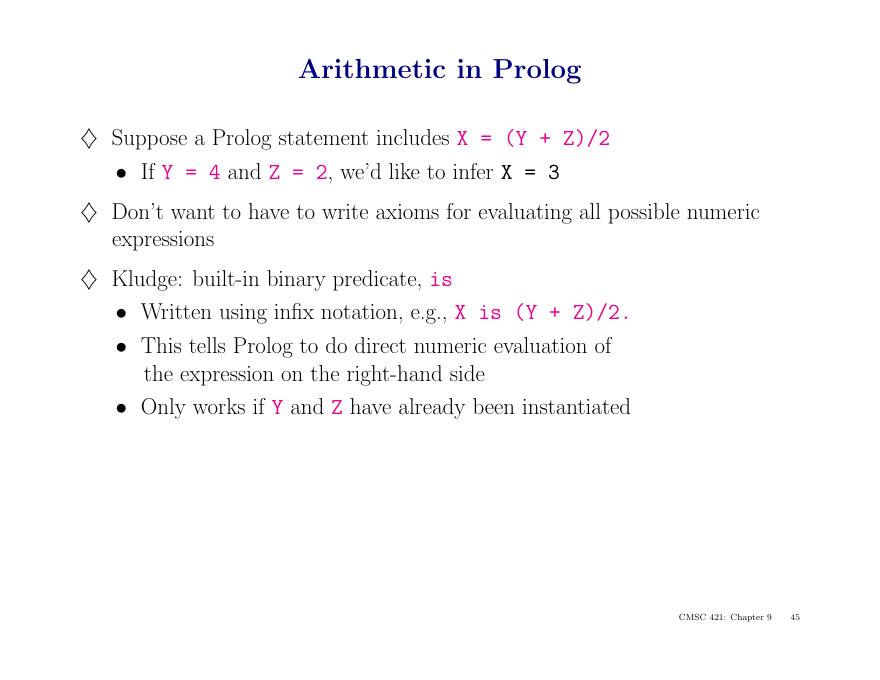 Arithmetic in Prolog
♢ Suppose a Prolog statement includes X = (Y + Z)/2
• If Y = 4 and Z = 2, we'd like to infer X = 3
♢ Don't want to have to write axioms for evaluating all possible numeric
expressions
♢ Kludge: built-in binary predicate, is
• Written using infix notation, e.g., X is (Y + Z)/2.
• This tells Prolog to do direct numeric evaluation of
the expression on the right-hand side
• Only works if Y and Z have already been instantiated
CMSC 421: Chapter 9 45